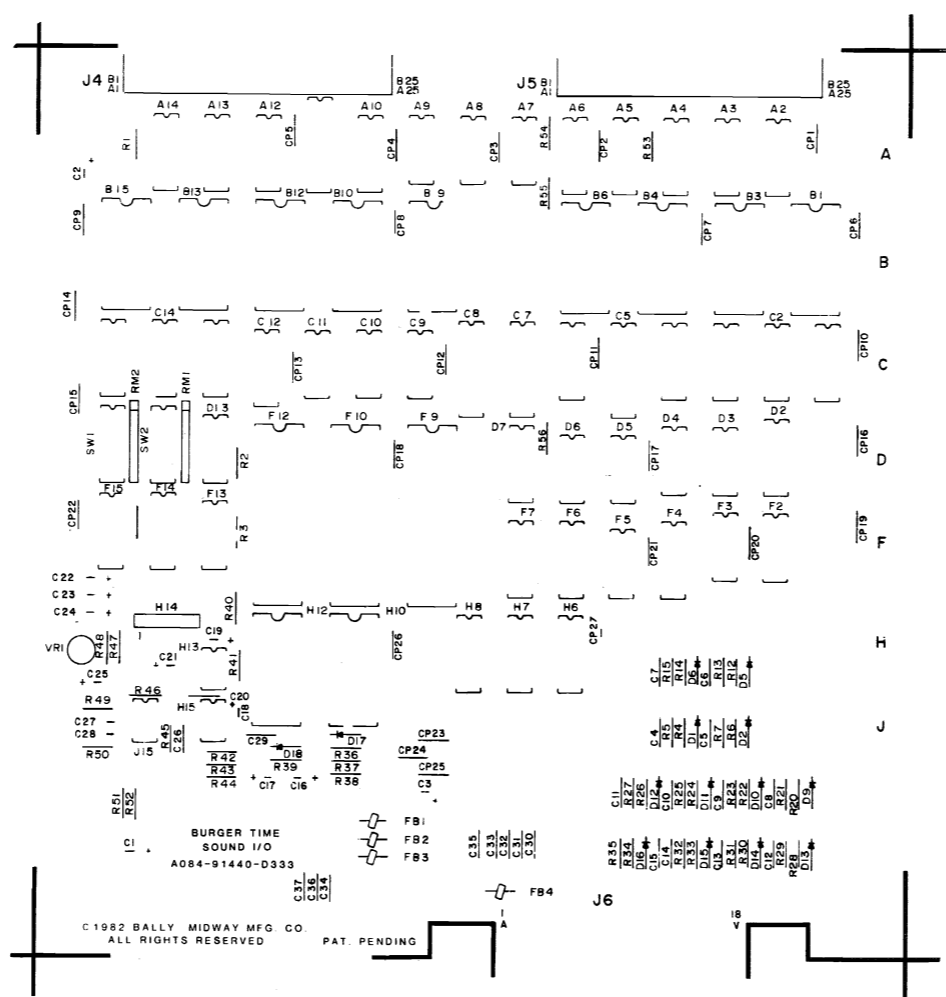 J4 B1 B25 J5 B1 B25
A1 A25 A1 A25
A14 A13 A12 A10 A9 A8 A7 A6 A5 A4 A3 A2
R1 CP5 CP4 CP3 R54 CP2 R53 CP1 A
C2 +
B15 B13 B12 B10 B9 R55 B6 B4 B3 B1
CP9 CP8 CP7 CP6
B
CP14
C14 C12 C11 C10 C9 C8 C7 C5 C2
CP13 CP12 CP11 CP10 C
CP15 RM2 RM1
D13 F12 F10 F9 D7 R56 D6 D5 D4 D3 D2
SW1 SW2 R2 CP18 CP17 CP16 D
F15 F14 F13 F7 F6 F5 F4 F3 F2
CP22 R3 CP21 CP20 CP19 F
C22 - +
C23 - +
C24 - +
H14 R40 H12 H10 H8 H7 H6
VR1 R48 R47 C21 + C19 + H13 R41 CP26 CP27 H
C25 +
C7 R15 R14 D6 C6 R13 R12 D5
R49 R46 H15 C20 + C18
C27 C28 R50 J15 R45 C26 C29 D18 D17 CP23 C4 R5 R4 D1 C5 R7 R6 D2 J
R42 R39 R36 CP24
R43 R37 CP25
R44 + C17 C16 + R38 C3 +
R51 R52 C11 R27 R26 D12 C10 R25 R24 D11 C9 R23 R22 D10 C8 R21 R20 D9
FB1
BURGER TIME
SOUND I/O
A084-91440-D333
C1 +
FB2
FB3
C35 C33 C32 C31 C30
R35 R34 D16 C15 C14 R32 R33 D15 C13 R31 R30 D14 C12 R29 R28 D13
C37 C36 C34
FB4
J6
1 18
A V
C1982 BALLY MIDWAY MFG. CO.
ALL RIGHTS RESERVED PAT. PENDING